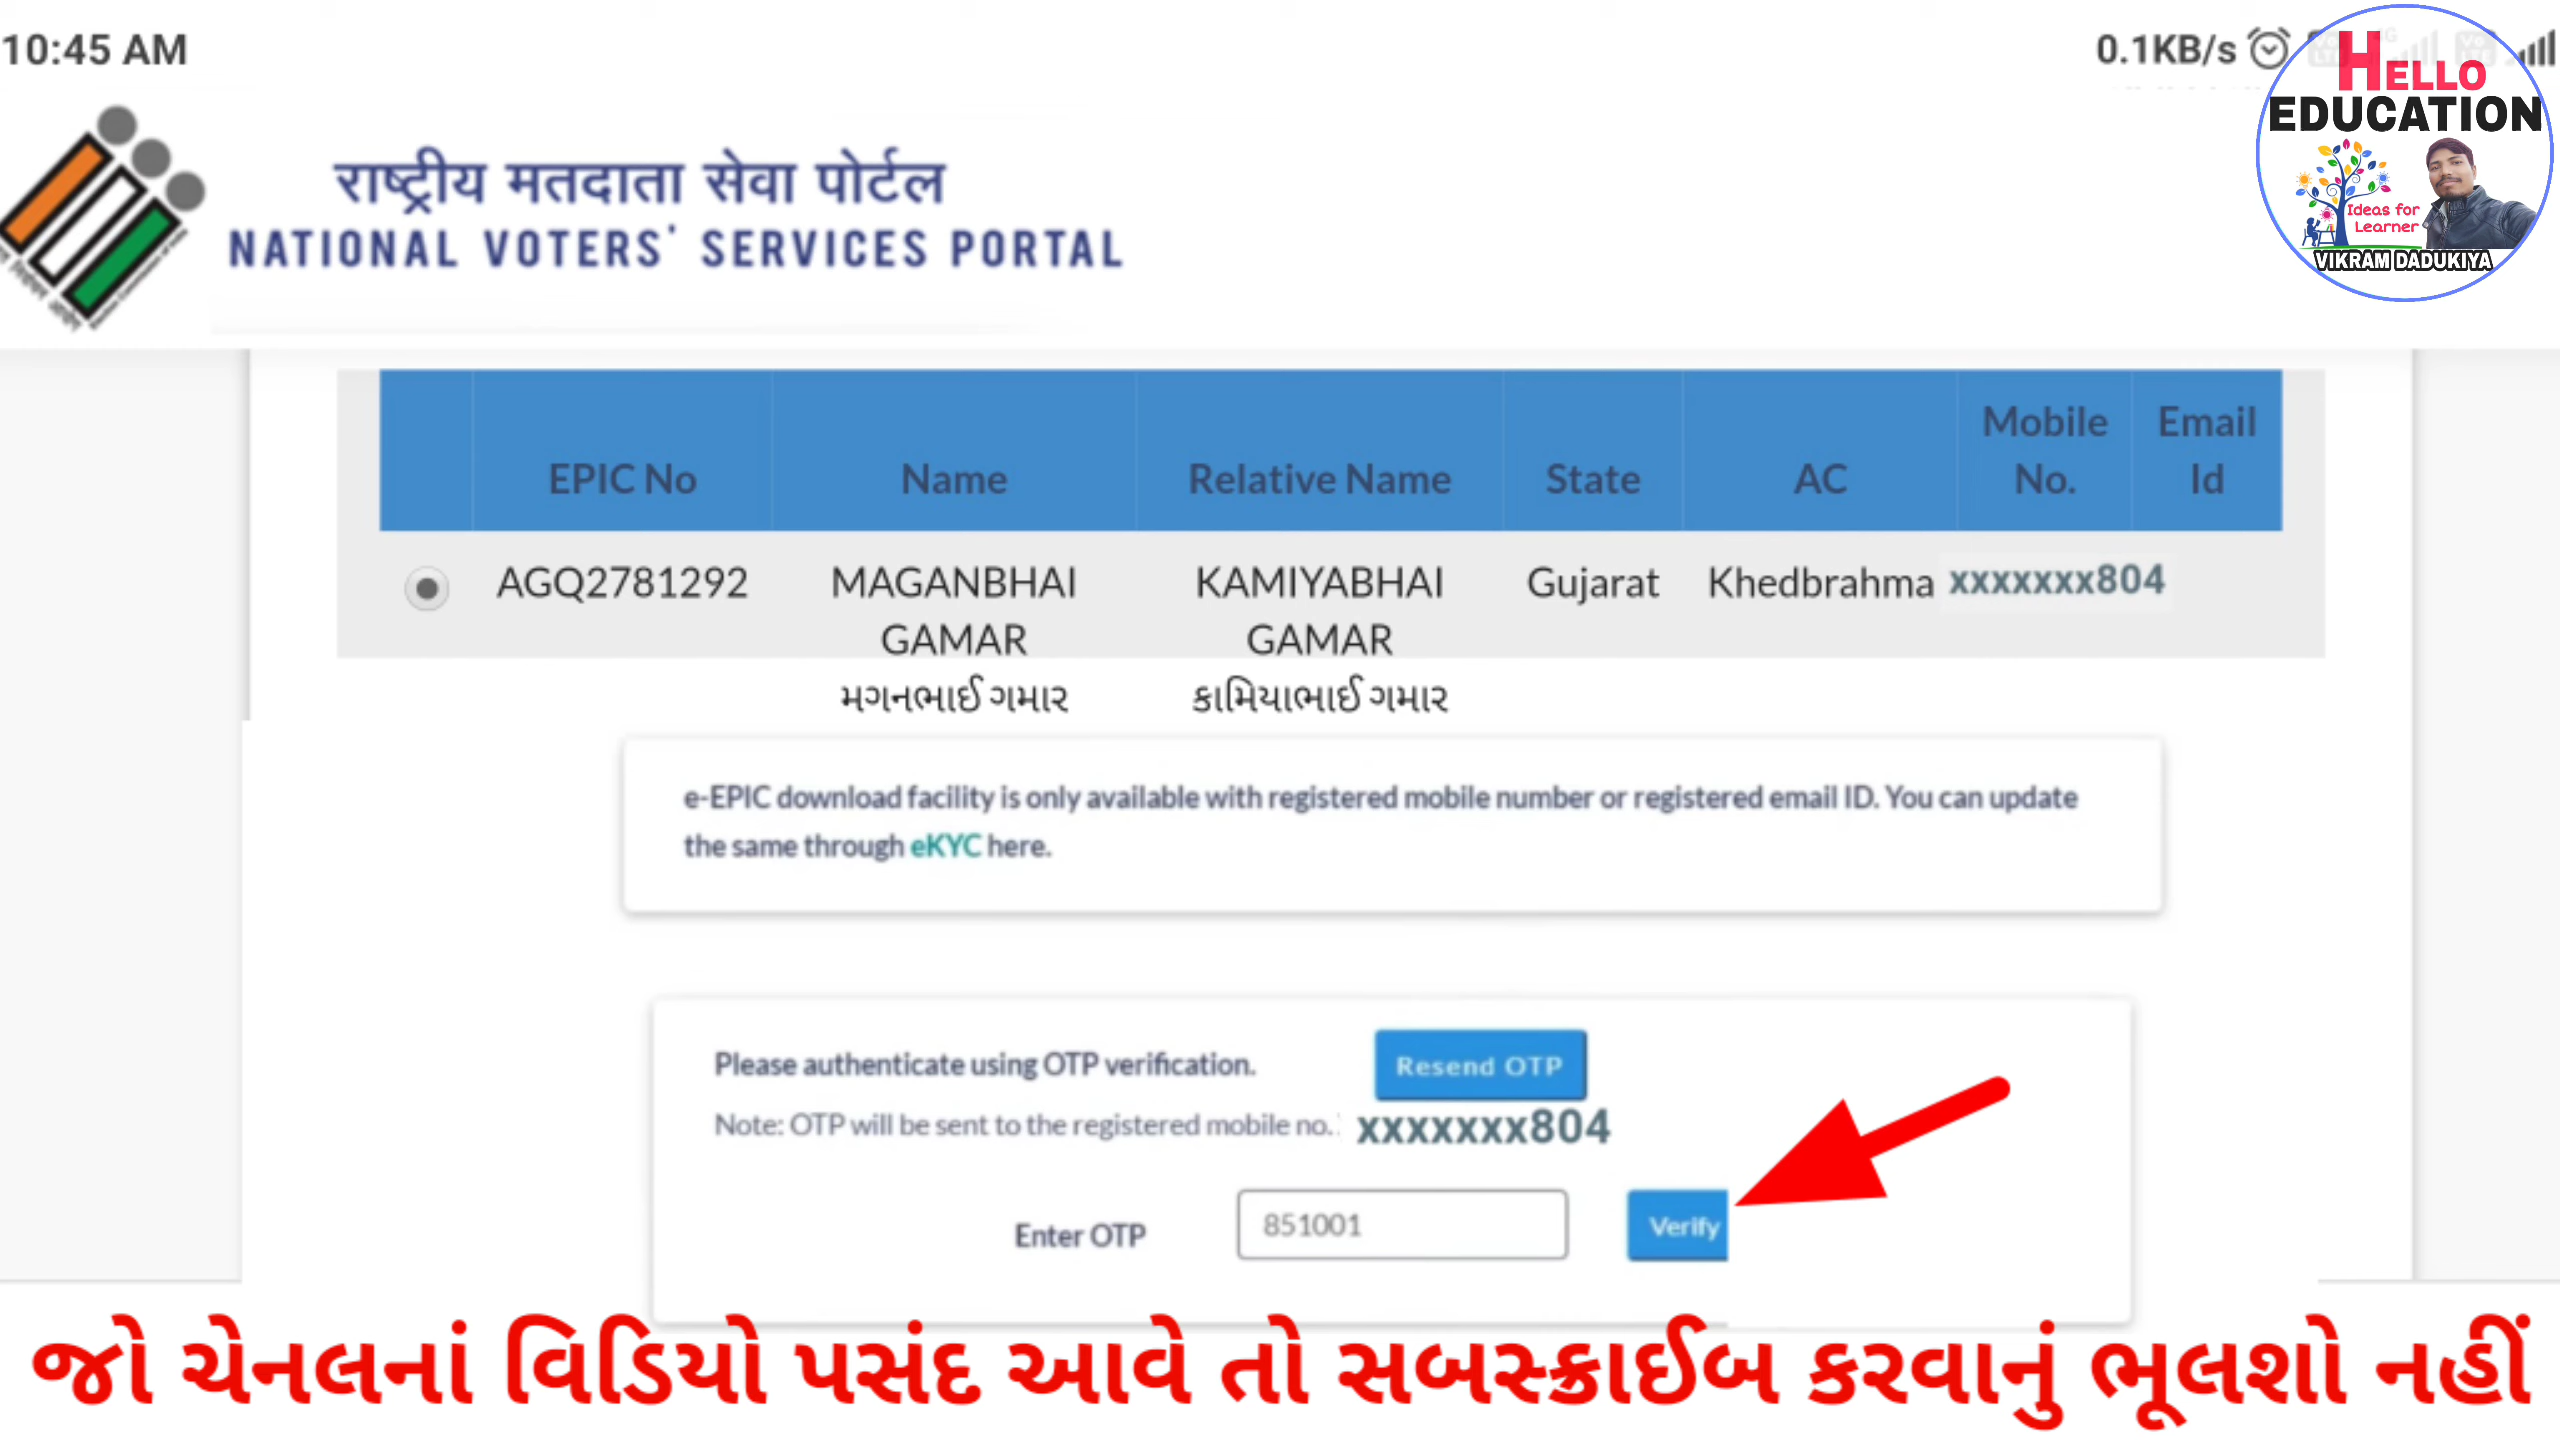 10:45 AM
0.1KB/s
HELLO
EDUCATION
Ideas for
Learner
VIKRAM DADUKIYA
राष्ट्रीय मतदाता सेवा पोर्टल
NATIONAL VOTERS' SERVICES PORTAL
EPIC No Name Relative Name State AC Mobile No. Email Id
AGQ2781292 MAGANBHAI KAMIYABHAI Gujarat Khedbrahma xxxxxxx804
GAMAR GAMAR
મગનભાઈ ગમાર કામિયાભાઈ ગમાર
e-EPIC download facility is only available with registered mobile number or registered email ID. You can update
the same through eKYC here.
Please authenticate using OTP verification. Resend OTP
Note: OTP will be sent to the registered mobile no. xxxxxxx804
Enter OTP 851001 Verify
જો ચેનલનાં વિડિયો પસંદ આવે તો સબસ્ક્રાઈબ કરવાનું ભૂલશો નહીં